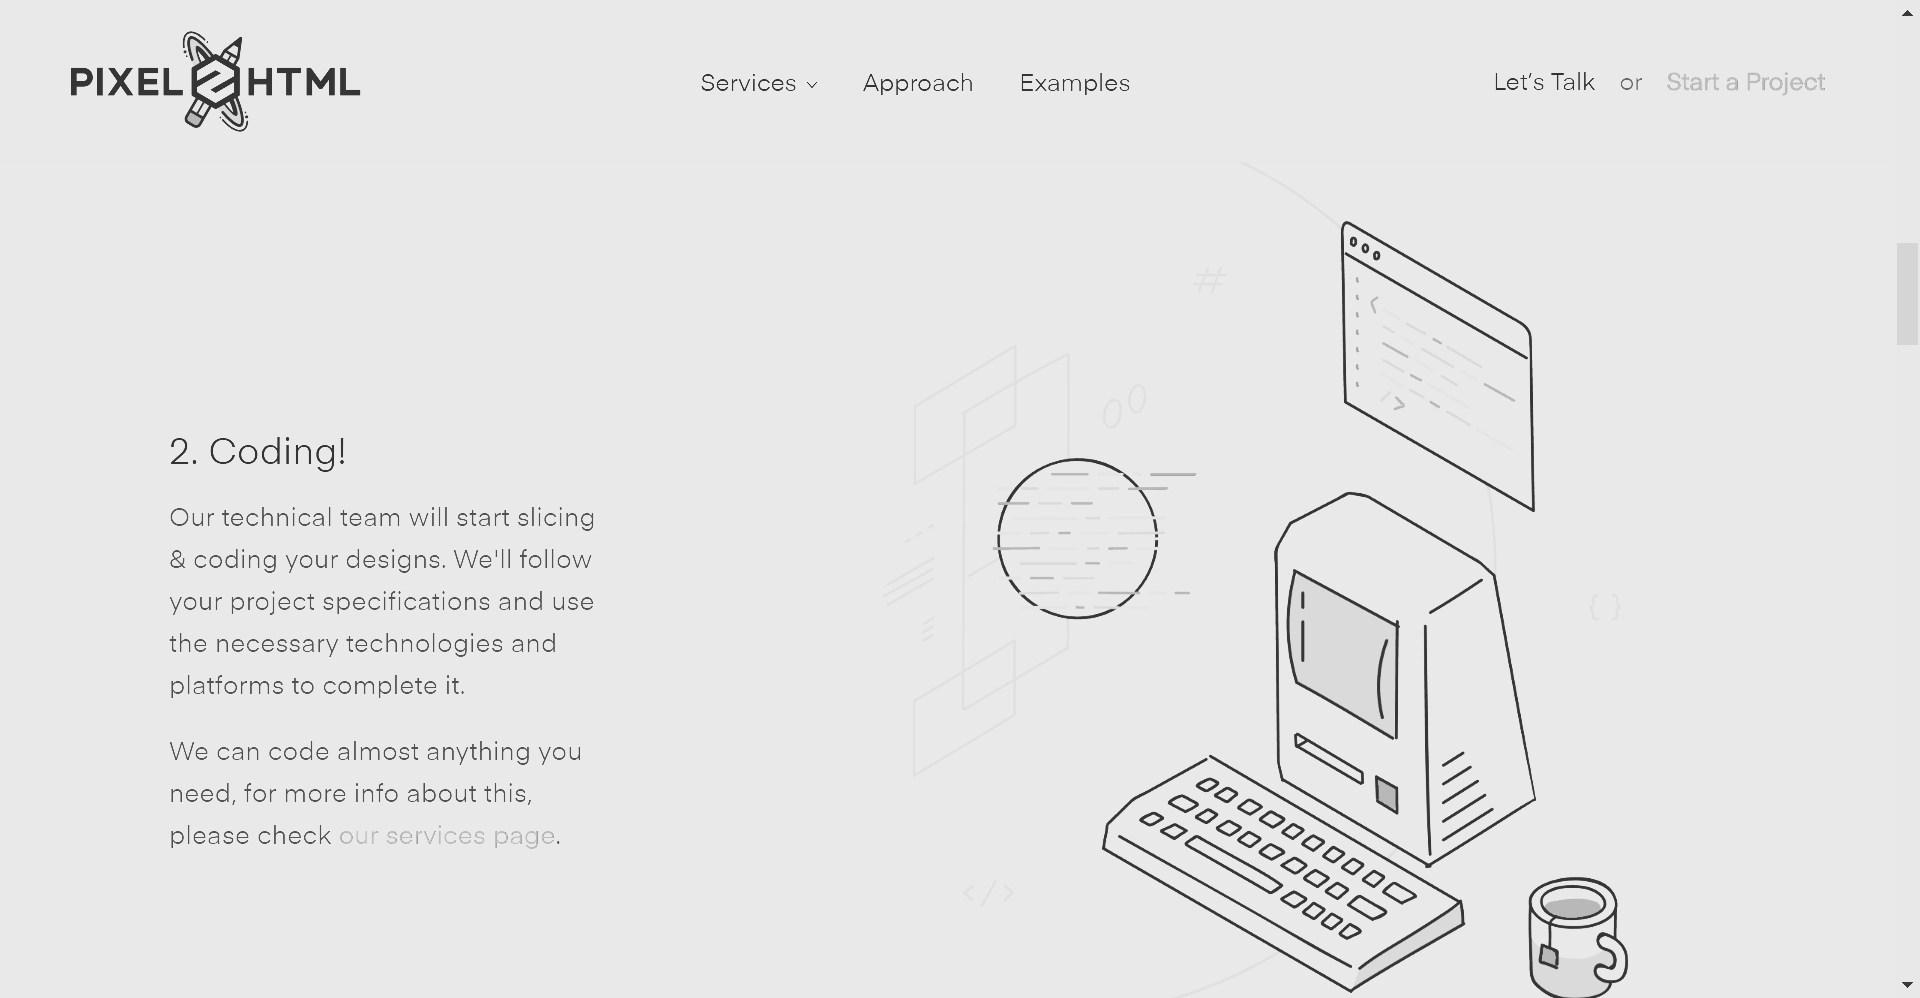 PIXEL 2 HTML
Services
Approach
Examples
Let's Talk or Start a Project
#
00
2. Coding!
Our technical team will start slicing
& coding your designs. We'll follow
your project specifications and use
the necessary technologies and
platforms to complete it.
{ }
We can code almost anything you
need, for more info about this,
please check our services page.
</>